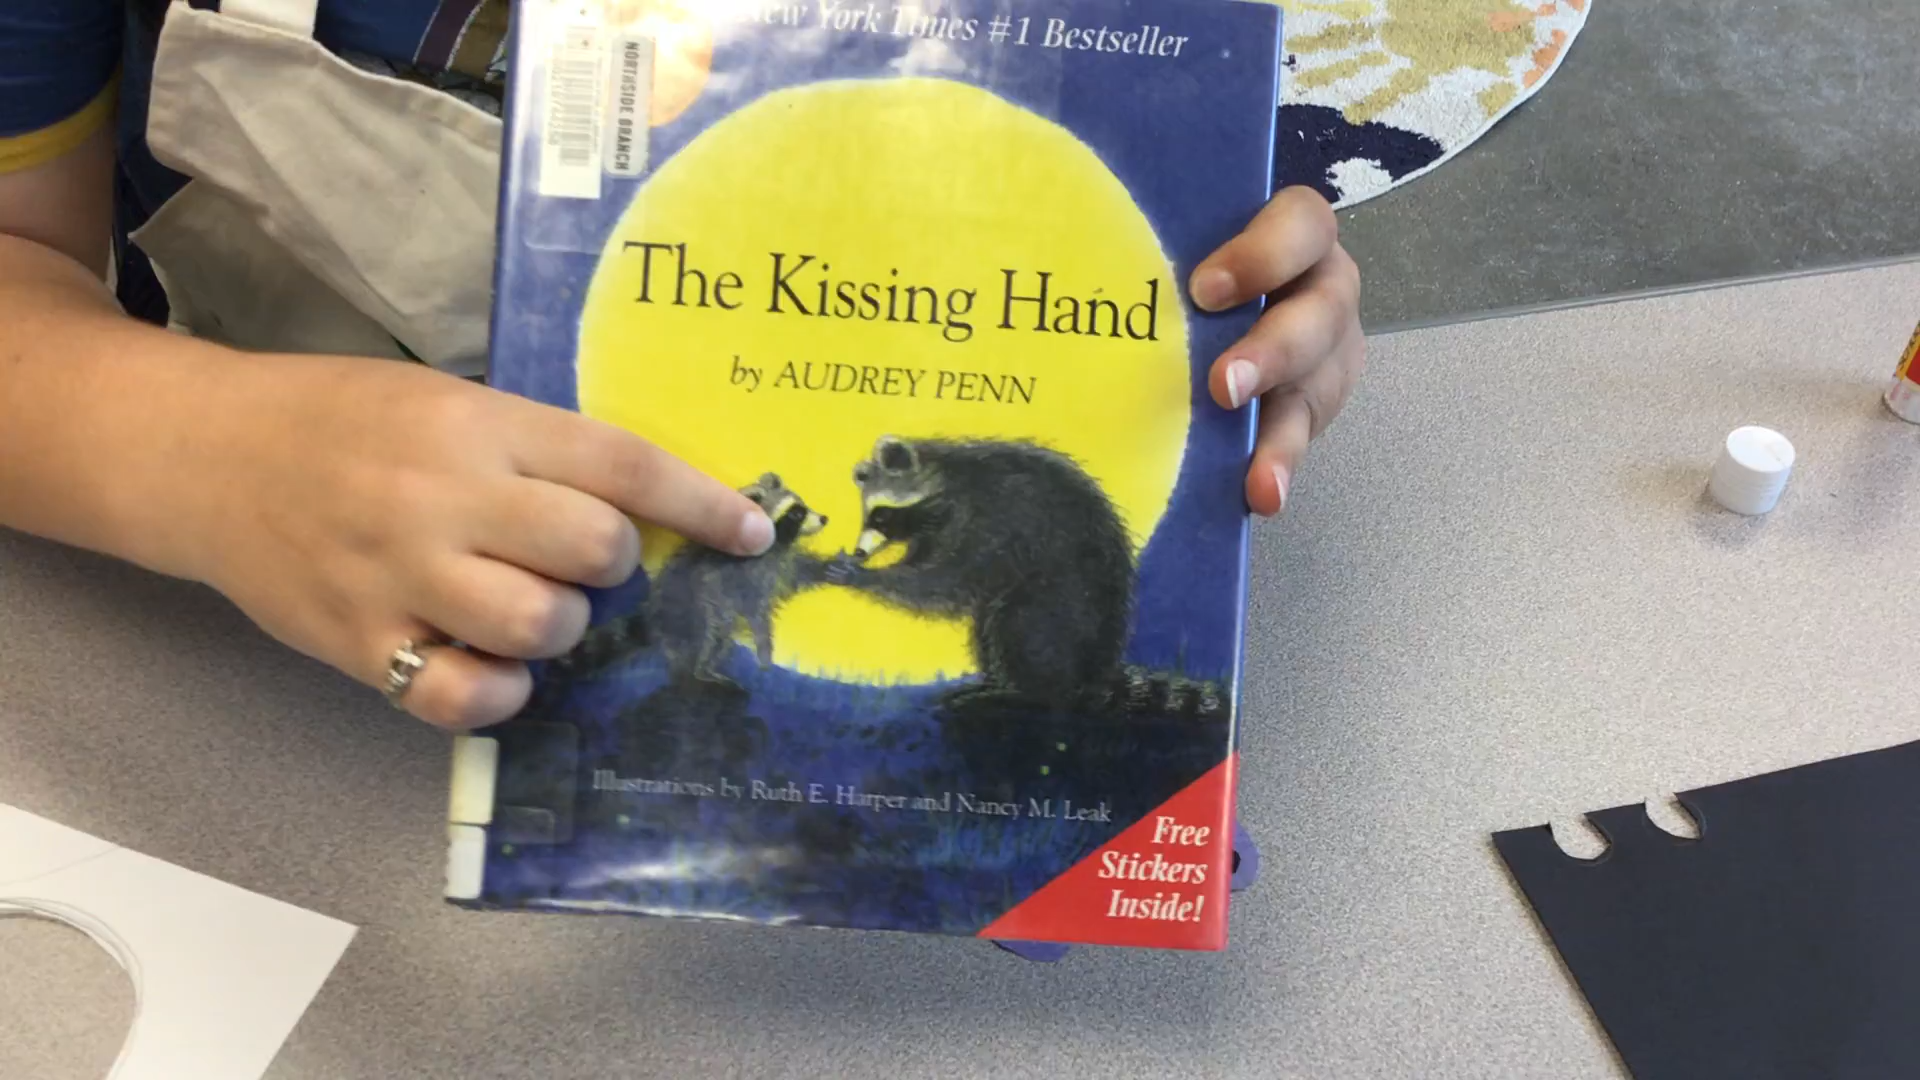 York Times #1 Bestseller
NORTHSIDE BRANCH
The Kissing Hand
by AUDREY PENN
Illustrations by Ruth E. Harper and Nancy M. Leak
Free
Stickers
Inside!